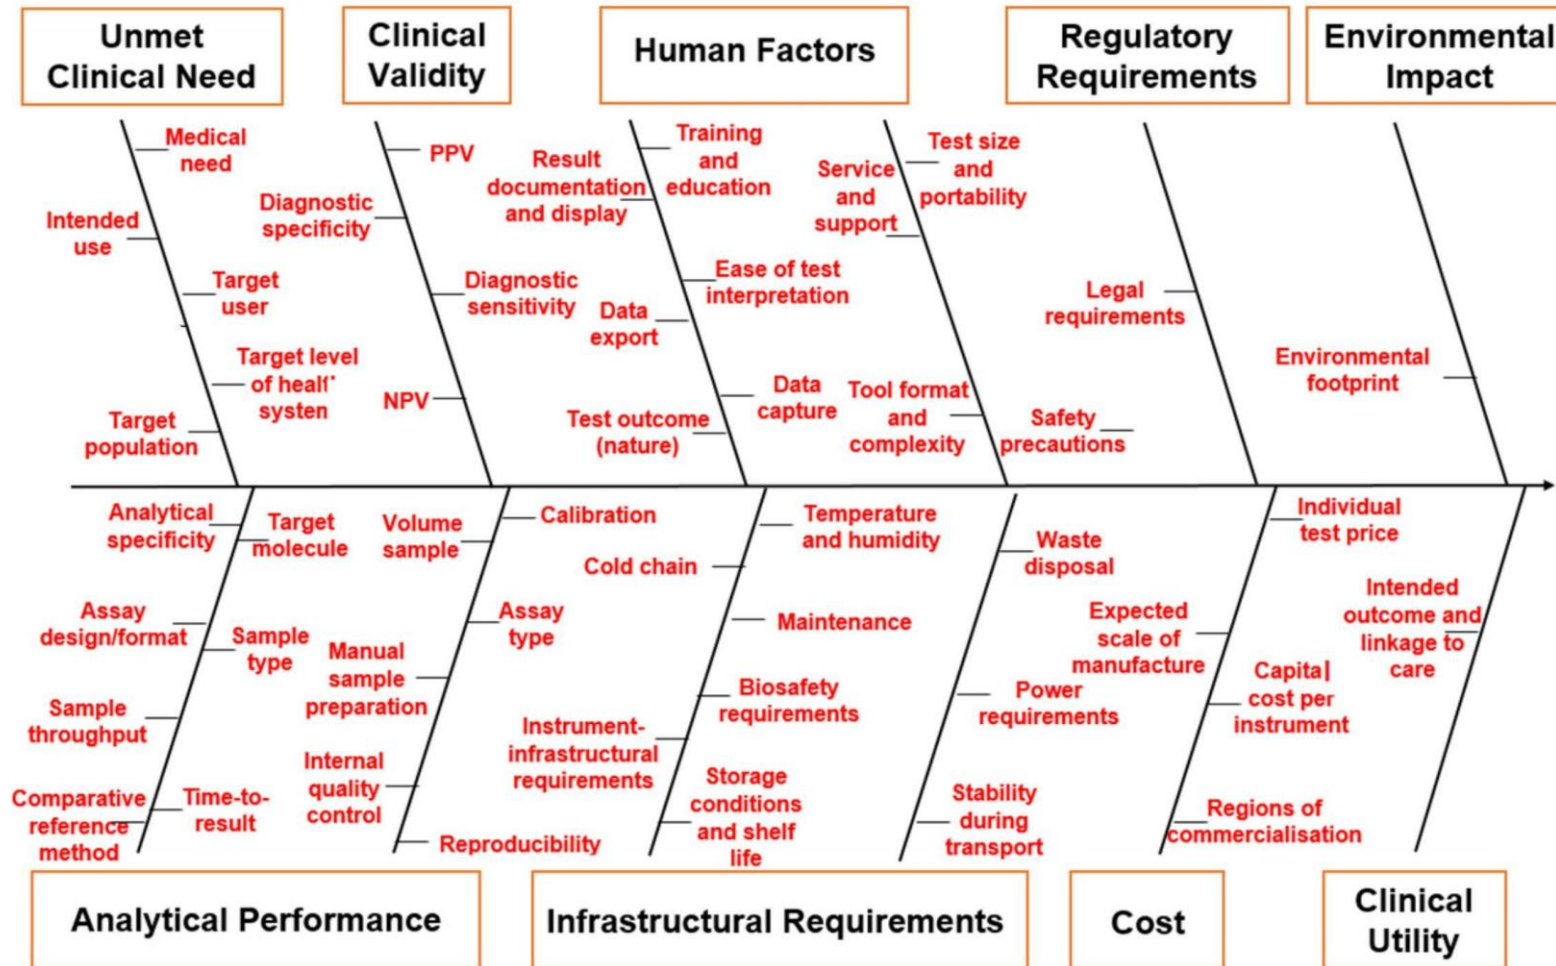 Unmet
Clinical Need
Clinical
Validity
Human Factors
Regulatory
Requirements
Environmental
Impact
Medical
need
Intended
use
Target
user
Target level
of
systen
Target
population
PPV
Diagnostic
specificity
Diagnostic
sensitivity
NPV
Training
and
education
Result
documentation
and display
Ease of test
interpretation
Data
export
Data
capture
Test outcome
(nature)
Test size
and
portability
Service
and
support
Tool format
and
complexity
Legal
requirements
Safety
precautions
Environmental
footprint
Analytical
specificity
Target
molecule
Assay
design/format
Sample
type
Sample
throughput
Comparative
reference
method
Time-to-
result
Calibration
Volume
sample
Assay
type
Manual
sample
preparation
Internal
quality
control
Reproducibility
Temperature
and humidity
Cold chain
Maintenance
Biosafety
requirements
Instrument-
infrastructural
requirements
Storage
conditions
and shelf
life
Waste
disposal
Power
requirements
Stability
during
transport
Individual
test price
Expected
scale of
manufacture
Capital
cost per
instrument
Regions of
commercialisation
Intended
outcome and
linkage to
care
Analytical Performance
Infrastructural Requirements
Cost
Clinical
Utility